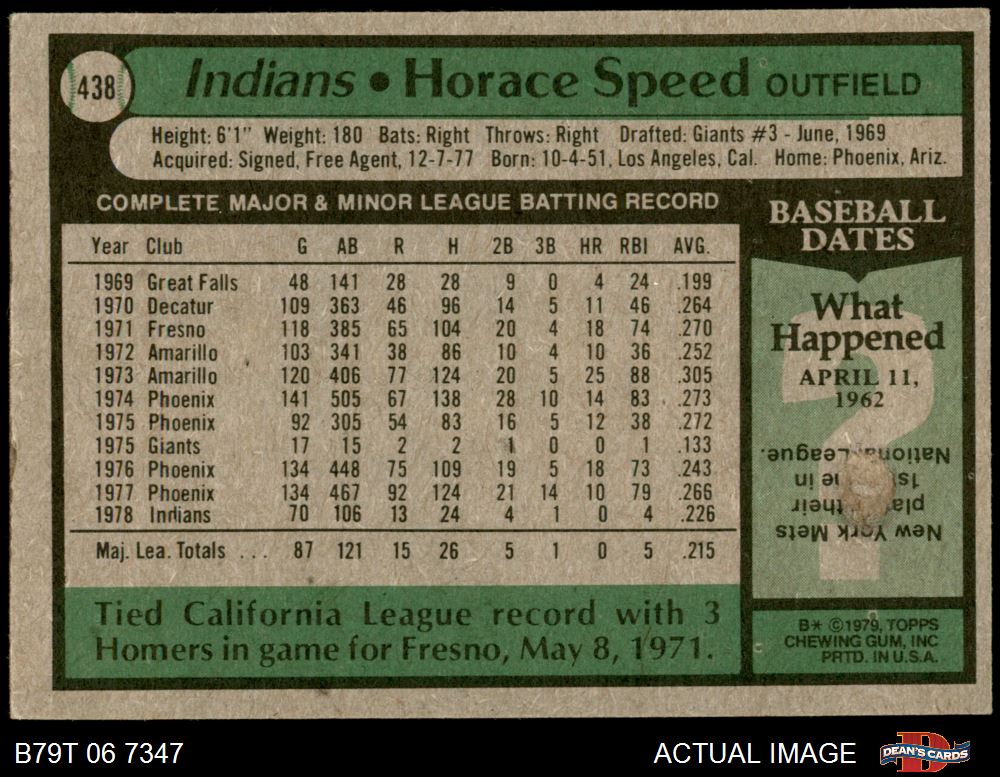 438
Indians • Horace Speed OUTFIELD
Height: 6'1" Weight: 180 Bats: Right Throws: Right Drafted: Giants #3 - June, 1969
Acquired: Signed, Free Agent, 12-7-77 Born: 10-4-51, Los Angeles, Cal. Home: Phoenix, Ariz.
COMPLETE MAJOR & MINOR LEAGUE BATTING RECORD
Year Club G AB R H 2B 3B HR RBI AVG.
1969 Great Falls 48 141 28 28 9 0 4 24 .199
1970 Decatur 109 363 46 96 14 5 11 46 .264
1971 Fresno 118 385 65 104 20 4 18 74 .270
1972 Amarillo 103 341 38 86 10 4 10 36 .252
1973 Amarillo 120 406 77 124 20 5 25 88 .305
1974 Phoenix 141 505 67 138 28 10 14 83 .273
1975 Phoenix 92 305 54 83 16 5 12 38 .272
1975 Giants 17 15 2 2 1 0 0 1 .133
1976 Phoenix 134 448 75 109 19 5 18 73 .243
1977 Phoenix 134 467 92 124 21 14 10 79 .266
1978 Indians 70 106 13 24 4 1 0 4 .226
Maj. Lea. Totals ... 87 121 15 26 5 1 0 5 .215
Tied California League record with 3
Homers in game for Fresno, May 8, 1971.
BASEBALL
DATES
What
Happened
APRIL 11,
1962
?
New York Mets
their
in the
National League.
B* ©1979, TOPPS
CHEWING GUM, INC
PRTD. IN U.S.A.
B79T 06 7347
ACTUAL IMAGE
DEAN'S CARDS